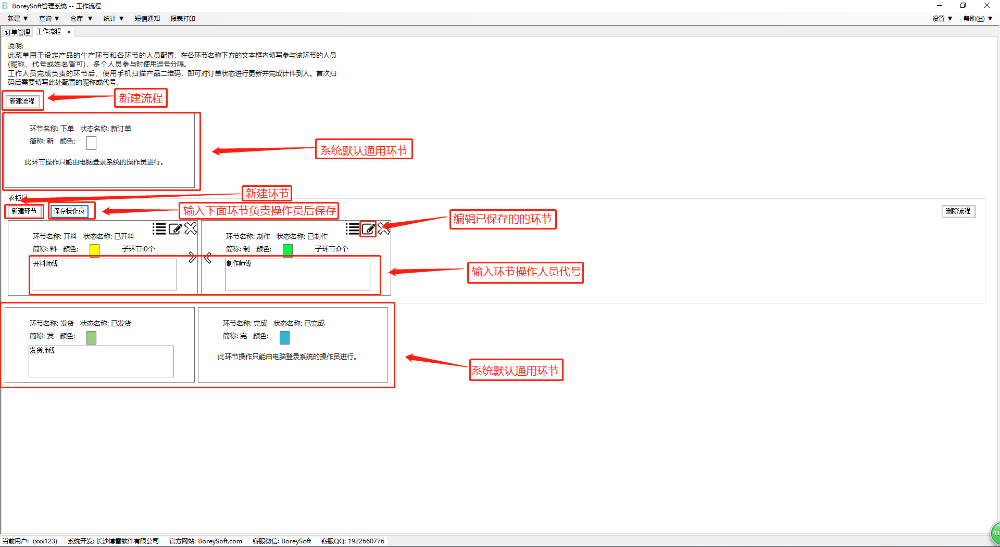 BoreySoft管理系统 -- 工作流程
新建 ▼ 查询 ▼ 仓库 ▼ 统计 ▼ 短信通知 报表打印 设置 ▼ 帮助(H) ▼
订单管理 工作流程 ×
说明:
此菜单用于设定产品的生产环节和各环节的人员配置，在各环节名称下方的文本框内填写参与该环节的人员
(昵称、代号或姓名皆可)，多个人员参与时使用逗号分隔。
工作人员完成负责的环节后，使用手机扫描产品二维码，即可对订单状态进行更新并完成计件到人。首次扫
码后需要填写此处配置的昵称或代号。
新建流程 新建流程
环节名称: 下单 状态名称: 新订单
简称: 新 颜色:
系统默认通用环节
此环节操作只能由电脑登录系统的操作员进行。
新建环节
衣柜门
新建环节 保存操作员 输入下面环节负责操作员后保存 删除流程
编辑已保存的的环节
环节名称: 开料 状态名称: 已开料 环节名称: 制作 状态名称: 已制作
简称: 料 颜色: 子环节:0个 简称: 制 颜色: 子环节:0个
开料师傅 制作师傅
输入环节操作人员代号
环节名称: 发货 状态名称: 已发货 环节名称: 完成 状态名称: 已完成
简称: 发 颜色: 简称: 完 颜色:
发货师傅
此环节操作只能由电脑登录系统的操作员进行。
系统默认通用环节
41
当前用户: (xxx123) 系统开发: 长沙博雷软件有限公司 官方网站: BoreySoft.com 客服微信: BoreySoft 客服QQ: 1922660776